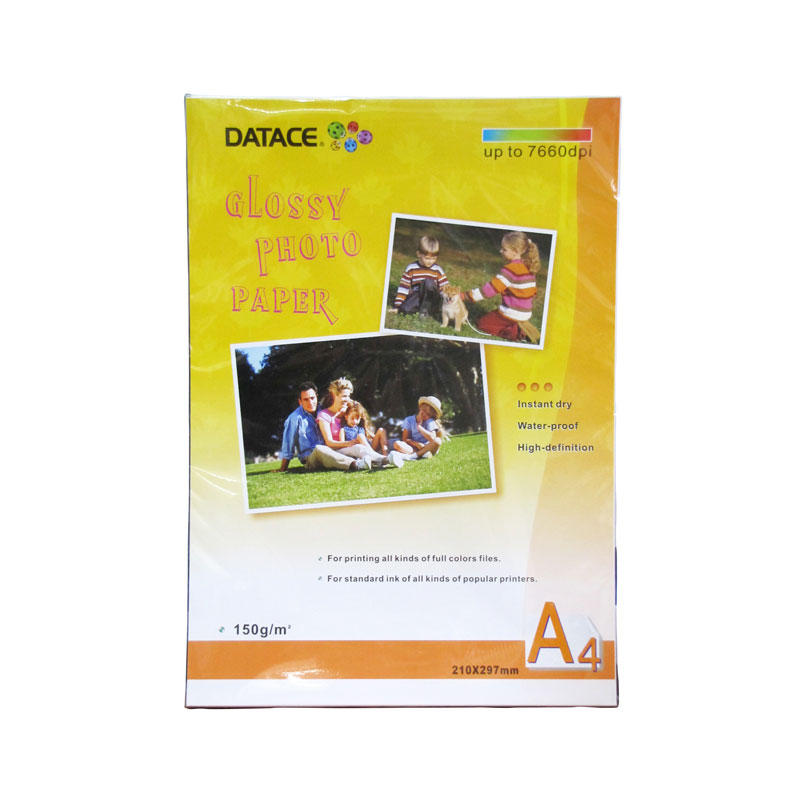 DATACE®
up to 7660dpi
GLOSSY
PHOTO
PAPER
Instant dry
Water-proof
High-definition
For printing all kinds of full colors files.
For standard ink of all kinds of popular printers.
150g/m²
210X297mm
A4